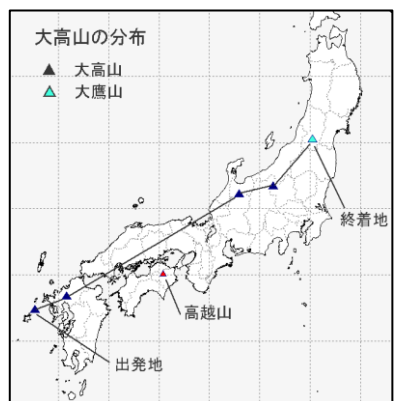 大高山の分布
大高山
大鷹山
終着地
高越山
出発地